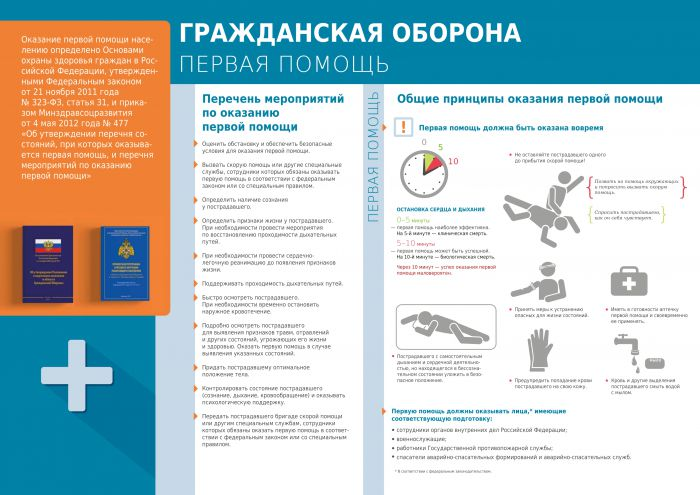 ГРАЖДАНСКАЯ ОБОРОНА
ПЕРВАЯ ПОМОЩЬ
Оказание первой помощи насе-
лению определено Основами
охраны здоровья граждан в Рос-
сийской Федерации, утвержден-
ными Федеральным законом
от 21 ноября 2011 года
№ 323-ФЗ, статья 31, и прика-
зом Минздравсоцразвития
от 4 мая 2012 года № 477
«Об утверждении перечня со-
стояний, при которых оказыва-
ется первая помощь, и перечня
мероприятий по оказанию
первой помощи»
Перечень мероприятий
по оказанию
первой помощи
Оценить обстановку и обеспечить безопасные
условия для оказания первой помощи.
Вызвать скорую помощь или другие специальные
службы, сотрудники которых обязаны оказывать
первую помощь в соответствии с федеральным
законом или со специальным правилом.
Определить наличие сознания
у пострадавшего.
Определить признаки жизни у пострадавшего.
При необходимости провести мероприятия
по восстановлению проходимости дыхательных
путей.
При необходимости провести сердечно-
легочную реанимацию до появления признаков
жизни.
Поддерживать проходимость дыхательных путей.
Быстро осмотреть пострадавшего.
При необходимости временно остановить
наружное кровотечение.
Подробно осмотреть пострадавшего
для выявления признаков травм, отравлений
и других состояний, угрожающих его жизни
и здоровью. Оказать первую помощь в случае
выявления указанных состояний.
Придать пострадавшему оптимальное
положение тела.
Контролировать состояние пострадавшего
(сознание, дыхание, кровообращение) и оказывать
психологическую поддержку.
Передать пострадавшего бригаде скорой помощи
или другим специальным службам, сотрудники
которых обязаны оказать первую помощь в соответ-
ствии с федеральным законом или со специальным
правилом.
ПЕРВАЯ ПОМОЩЬ
Общие принципы оказания первой помощи
!
Первая помощь должна быть оказана вовремя
0
5
10
ОСТАНОВКА СЕРДЦА И ДЫХАНИЯ
0–5 минуты
первая помощь наиболее эффективна.
На 5-й минуте — клиническая смерть.
5–10 минуты
первая помощь может быть успешной.
На 10-й минуте — биологическая смерть.
Через 10 минут — успех оказания первой
помощи маловероятен.
• Не оставляйте пострадавшего одного
до прибытия скорой помощи!
Позвать на помощь окружающих
и попросить вызвать скорую
помощь.
Спросить пострадавшего,
как он себя чувствует.
• Пострадавшего с самостоятельным
дыханием и сердечной деятельно-
стью, но находящегося в бессозна-
тельном состоянии уложить в безо-
пасное положение.
• Принять меры к устранению
опасных для жизни состояний.
• Иметь в готовности аптечку
первой помощи и своевременно
ее применять.
• Предупредить попадание крови
пострадавшего на свою кожу.
• Кровь и другие выделения
пострадавшего смыть водой
с мылом.
Первую помощь должны оказывать лица,* имеющие
соответствующую подготовку:
• сотрудники органов внутренних дел Российской Федерации;
• военнослужащие;
• работники Государственной противопожарной службы;
• спасатели аварийно-спасательных формирований и аварийно-спасательных служб.
* В соответствии с федеральным законодательством.